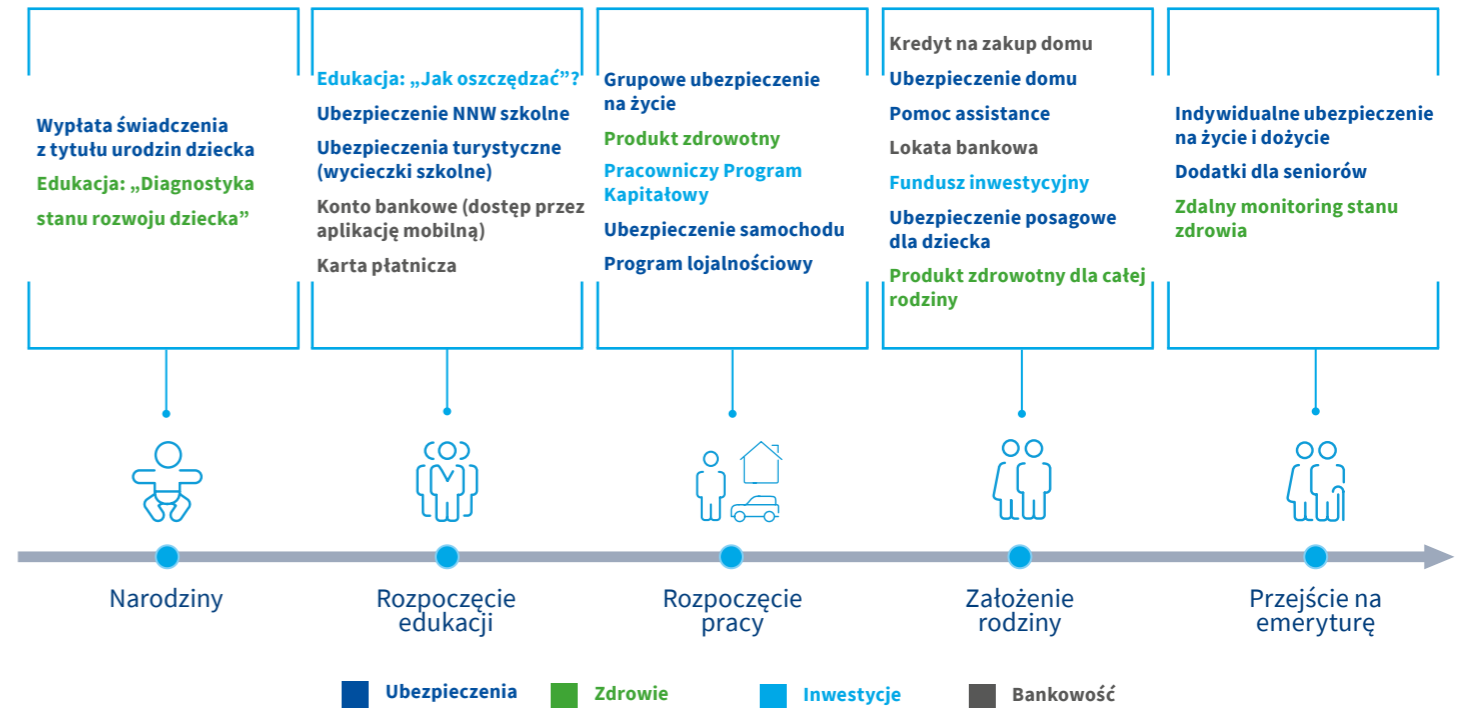 Wypłata świadczenia
z tytułu urodzin dziecka
Edukacja: „Diagnostyka
stanu rozwoju dziecka”
Edukacja: „Jak oszczędzać”?
Ubezpieczenie NNW szkolne
Ubezpieczenia turystyczne
(wycieczki szkolne)
Konto bankowe (dostęp przez
aplikację mobilną)
Karta płatnicza
Grupowe ubezpieczenie
na życie
Produkt zdrowotny
Pracowniczy Program
Kapitałowy
Ubezpieczenie samochodu
Program lojalnościowy
Kredyt na zakup domu
Ubezpieczenie domu
Pomoc assistance
Lokata bankowa
Fundusz inwestycyjny
Ubezpieczenie posagowe
dla dziecka
Produkt zdrowotny dla całej
rodziny
Indywidualne ubezpieczenie
na życie i dożycie
Dodatki dla seniorów
Zdalny monitoring stanu
zdrowia
Narodziny
Rozpoczęcie
edukacji
Rozpoczęcie
pracy
Założenie
rodziny
Przejście na
emeryturę
Ubezpieczenia
Zdrowie
Inwestycje
Bankowość